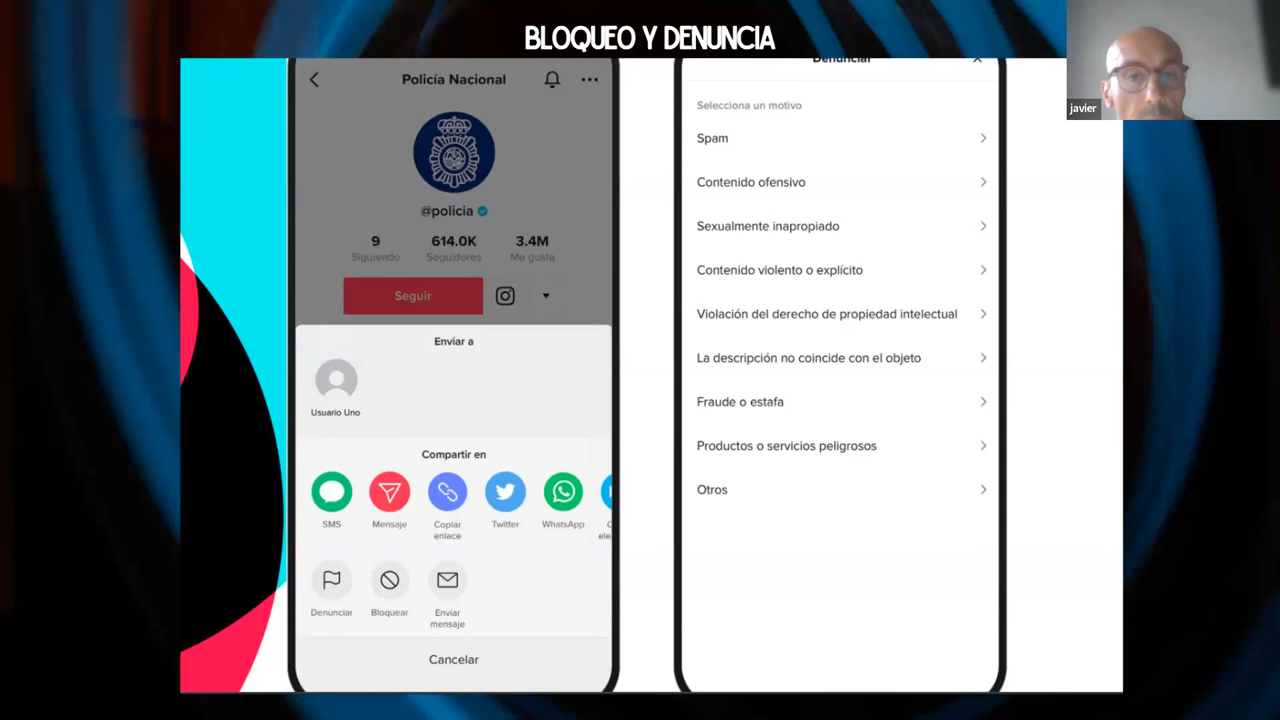 BLOQUEO Y DENUNCIA
javier
Policía Nacional
@policia
9
614.0K
3.4M
Siguiendo
Seguidores
Me gusta
Seguir
Enviar a
Usuario Uno
Compartir en
SMS
Mensaje
Copiar
enlace
Twitter
WhatsApp
Denunciar
Bloquear
Enviar
mensaje
Cancelar
Denunciar
Selecciona un motivo
Spam
Contenido ofensivo
Sexualmente inapropiado
Contenido violento o explícito
Violación del derecho de propiedad intelectual
La descripción no coincide con el objeto
Fraude o estafa
Productos o servicios peligrosos
Otros